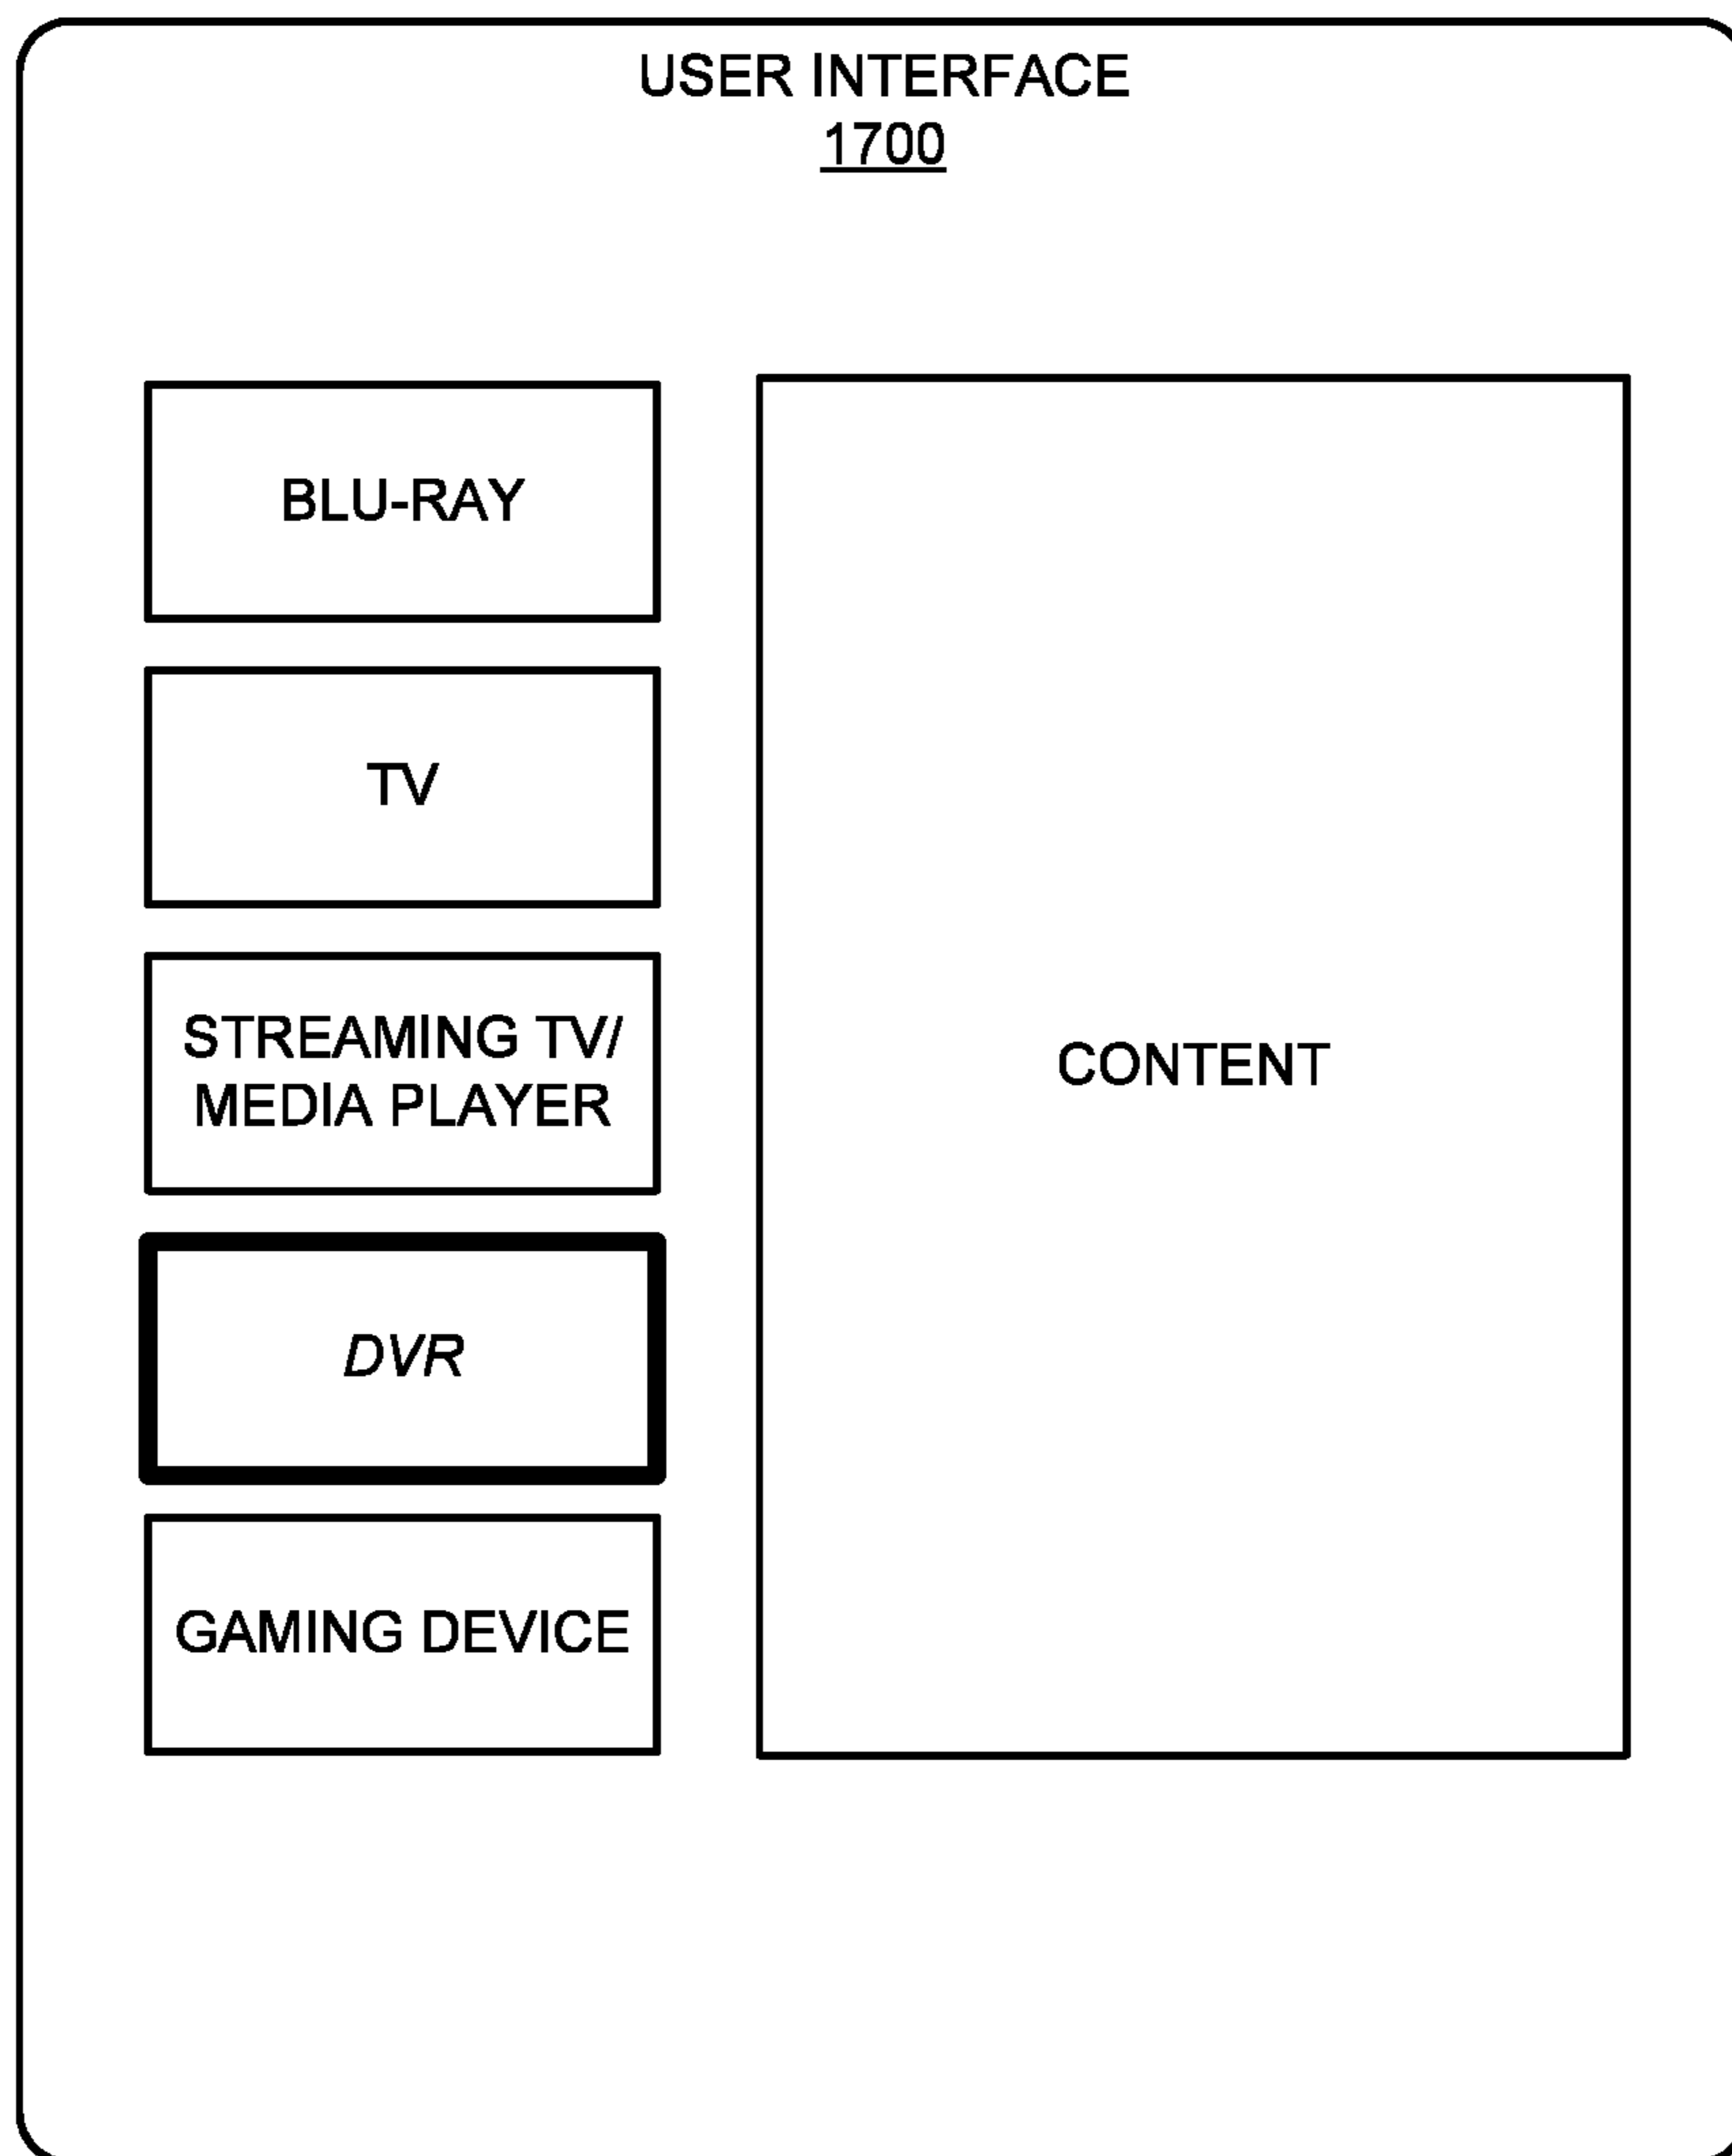 USER INTERFACE
1700
BLU-RAY
TV
STREAMING TV/
MEDIA PLAYER
DVR
GAMING DEVICE
CONTENT